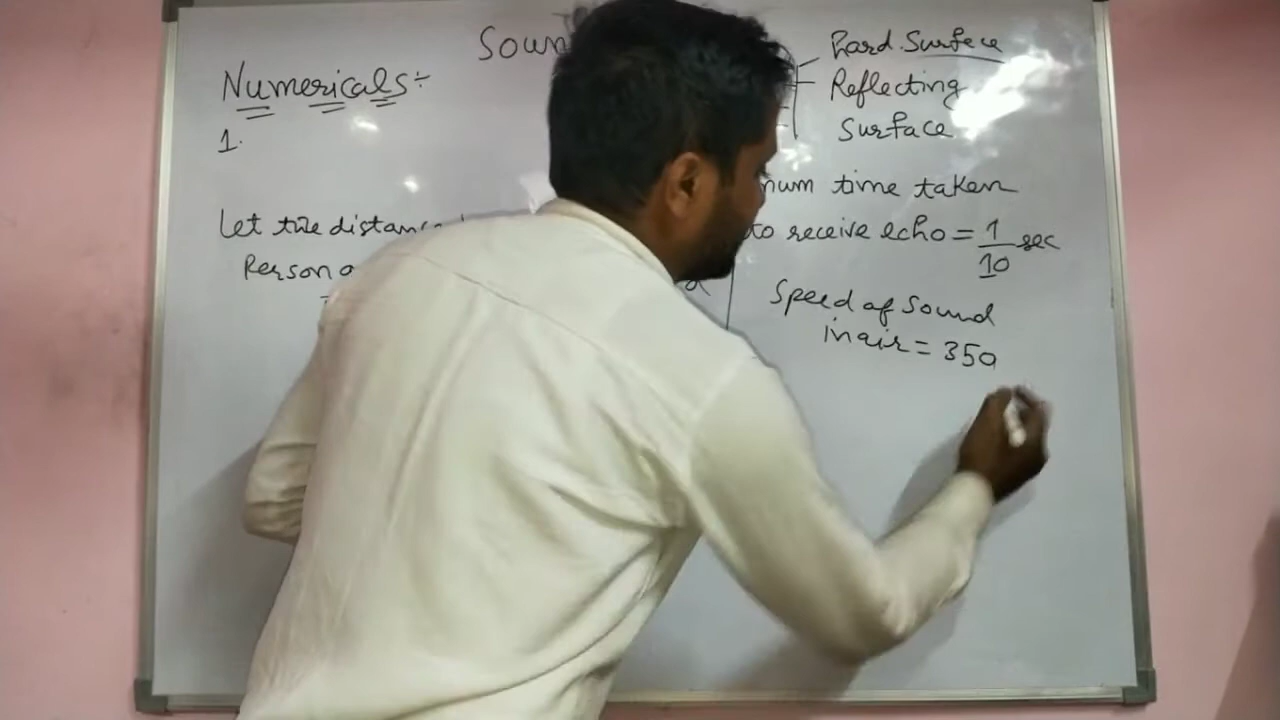 Soun
Numericals:-
1.
Let the distance
Person
Hard Surface
Reflecting
Surface
num time taken
to receive echo = 1/10 sec
Speed of Sound
in air = 350